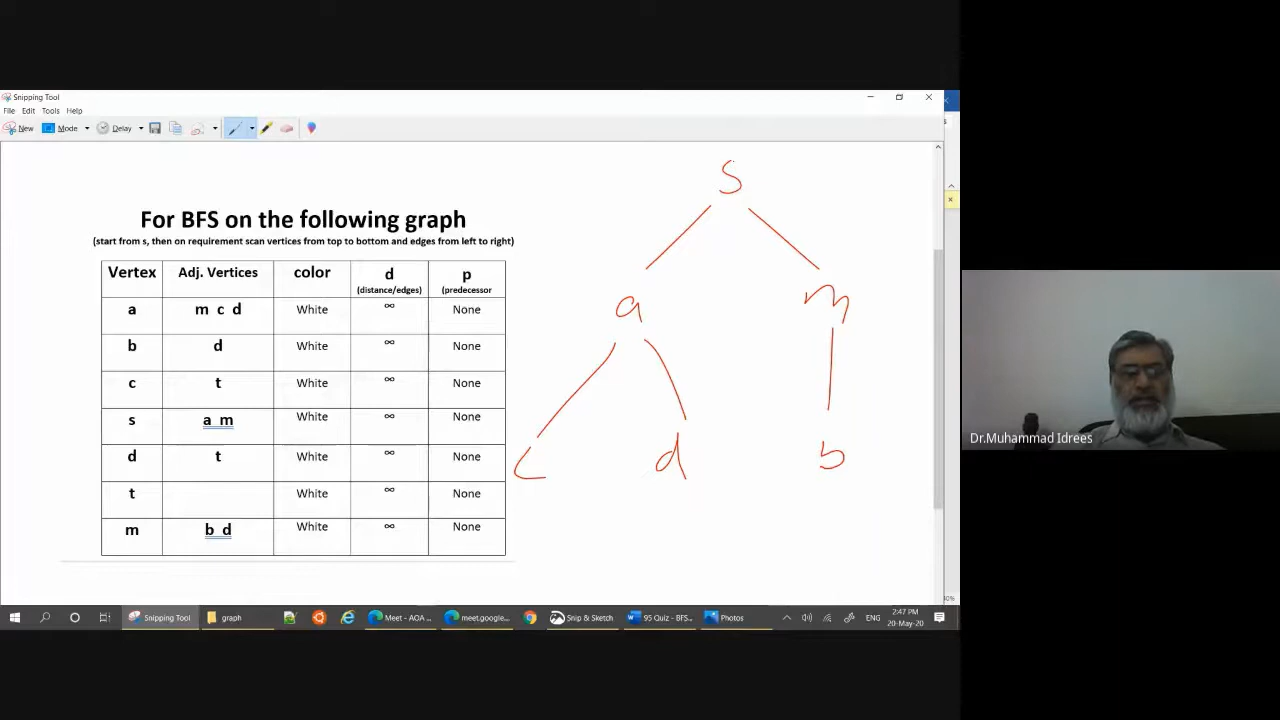 Snipping Tool
File Edit Tools Help
New Mode Delay
For BFS on the following graph
(start from s, then on requirement scan vertices from top to bottom and edges from left to right)
Vertex Adj. Vertices color d (distance/edges) p (predecessor
a m c d White ∞ None
b d White ∞ None
c t White ∞ None
s a m White ∞ None
d t White ∞ None
t White ∞ None
m b d White ∞ None
s
a m
c d b
Dr.Muhammad Idrees
Snipping Tool graph Meet - AOA ... meet.google... Snip & Sketch 95 Quiz - BFS... Photos ENG 2:47 PM
20-May-20